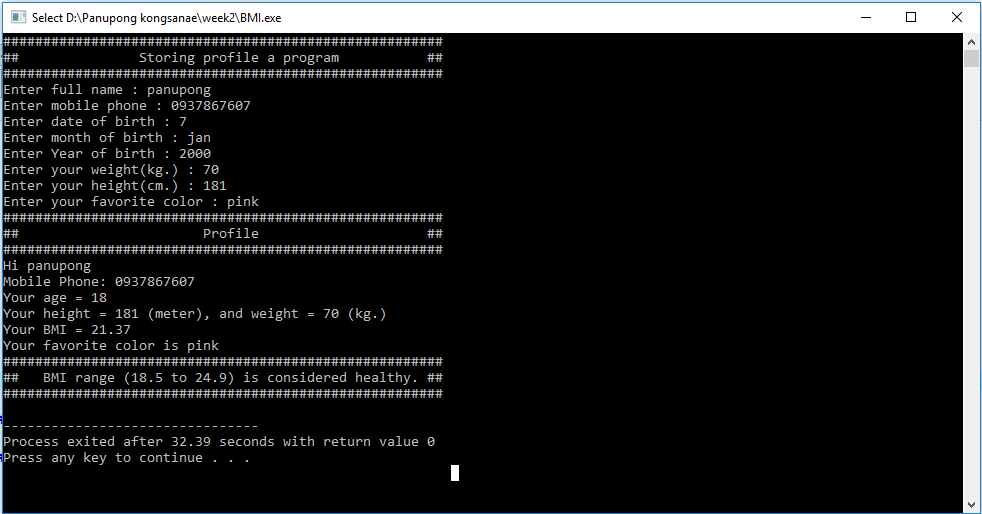 Select D:\Panupong kongsanae\week2\BMI.exe
#######################################################
##               Storing profile a program           ##
#######################################################
Enter full name : panupong
Enter mobile phone : 0937867607
Enter date of birth : 7
Enter month of birth : jan
Enter Year of birth : 2000
Enter your weight(kg.) : 70
Enter your height(cm.) : 181
Enter your favorite color : pink
#######################################################
##                       Profile                     ##
#######################################################
Hi panupong
Mobile Phone: 0937867607
Your age = 18
Your height = 181 (meter), and weight = 70 (kg.)
Your BMI = 21.37
Your favorite color is pink
#######################################################
##   BMI range (18.5 to 24.9) is considered healthy. ##
#######################################################
--------------------------------
Process exited after 32.39 seconds with return value 0
Press any key to continue . . .